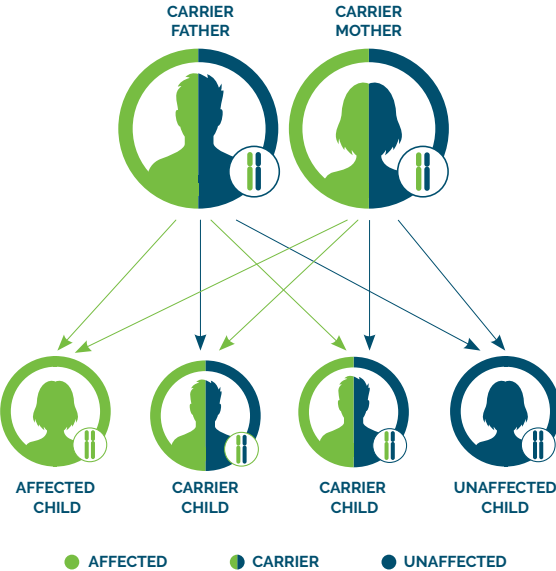 CARRIER
FATHER
CARRIER
MOTHER
AFFECTED
CHILD
CARRIER
CHILD
CARRIER
CHILD
UNAFFECTED
CHILD
AFFECTED
CARRIER
UNAFFECTED